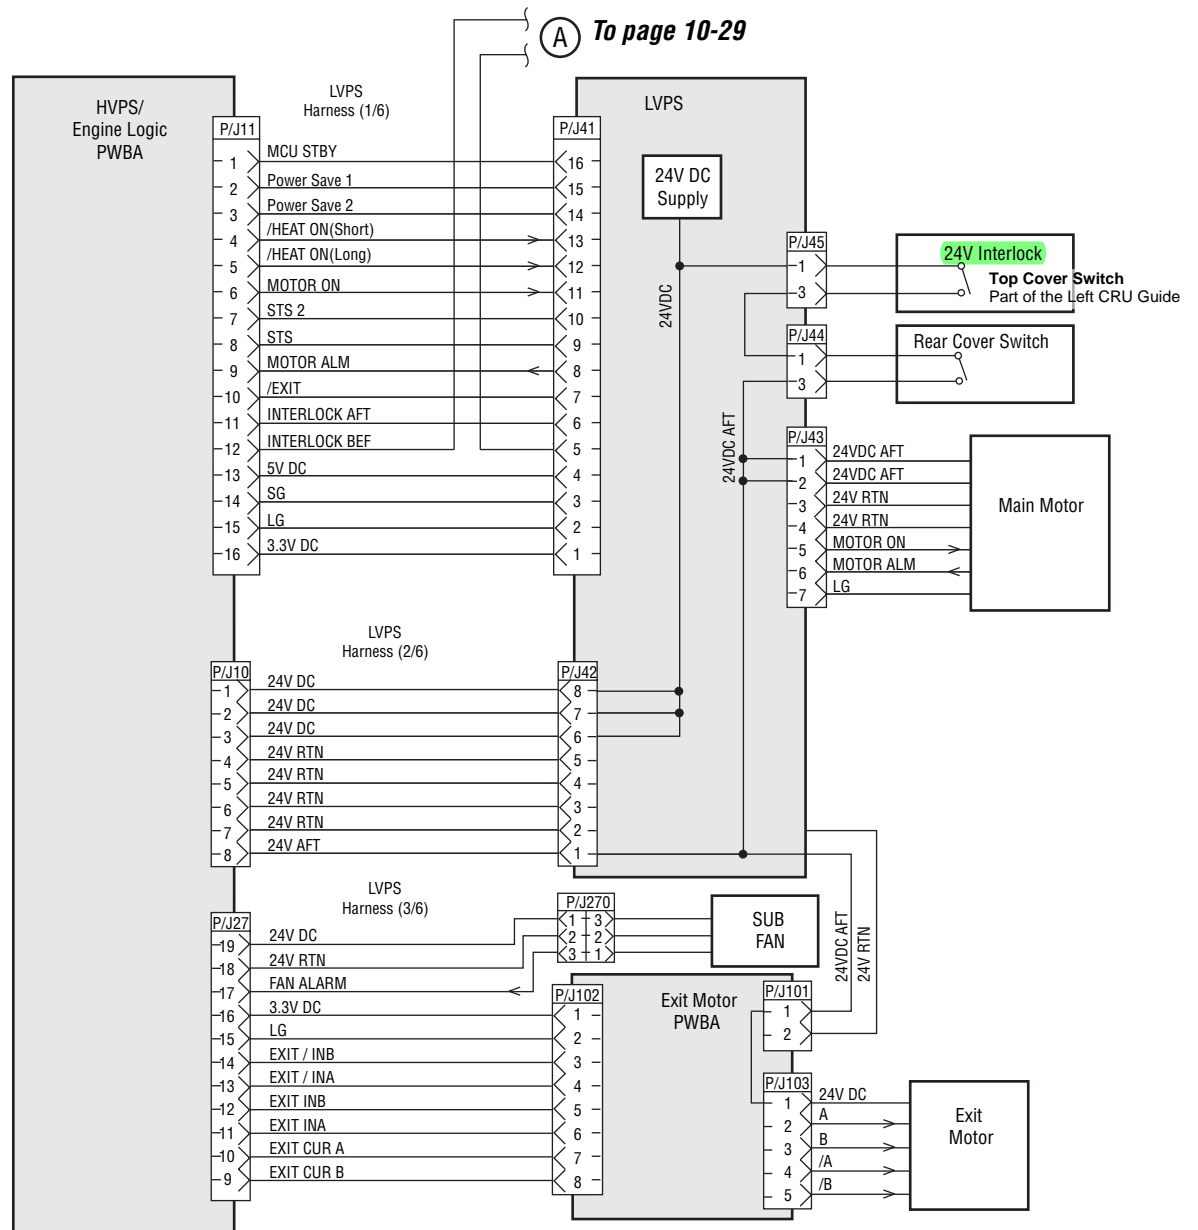 A
To page 10-29
HVPS/
Engine Logic
PWBA
LVPS
Harness (1/6)
LVPS
P/J11
P/J41
1 MCU STBY 16
2 Power Save 1 15
3 Power Save 2 14
4 /HEAT ON(Short) 13
5 /HEAT ON(Long) 12
6 MOTOR ON 11
7 STS 2 10
8 STS 9
9 MOTOR ALM 8
10 /EXIT 7
11 INTERLOCK AFT 6
12 INTERLOCK BEF 5
13 5V DC 4
14 SG 3
15 LG 2
16 3.3V DC 1
24V DC
Supply
24VDC
P/J45
1
3
24V Interlock
Top Cover Switch
Part of the Left CRU Guide
P/J44
1
3
Rear Cover Switch
24VDC AFT
P/J43
1 24VDC AFT
2 24VDC AFT
3 24V RTN
4 24V RTN
5 MOTOR ON
6 MOTOR ALM
7 LG
Main Motor
LVPS
Harness (2/6)
P/J10
P/J42
1 24V DC 8
2 24V DC 7
3 24V DC 6
4 24V RTN 5
5 24V RTN 4
6 24V RTN 3
7 24V RTN 2
8 24V AFT 1
LVPS
Harness (3/6)
P/J27
P/J270
1 3
2 2
3 1
SUB
FAN
24VDC AFT
24V RTN
19 24V DC
18 24V RTN
17 FAN ALARM
P/J102
16 3.3V DC 1
15 LG 2
14 EXIT / INB 3
13 EXIT / INA 4
12 EXIT INB 5
11 EXIT INA 6
10 EXIT CUR A 7
9 EXIT CUR B 8
Exit Motor
PWBA
P/J101
1
2
P/J103
1 24V DC
2 A
3 B
4 /A
5 /B
Exit
Motor